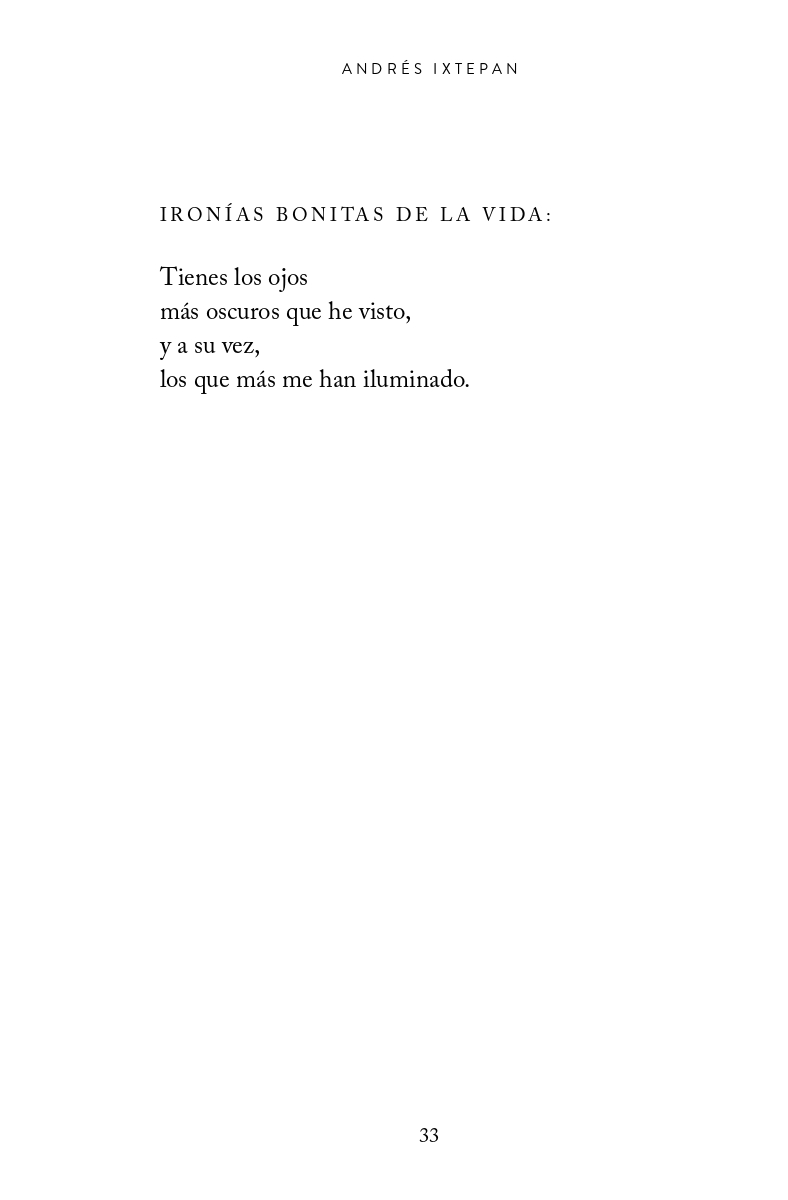 ANDRÉS IXTEPAN
IRONÍAS BONITAS DE LA VIDA:
Tienes los ojos
más oscuros que he visto,
y a su vez,
los que más me han iluminado.
33